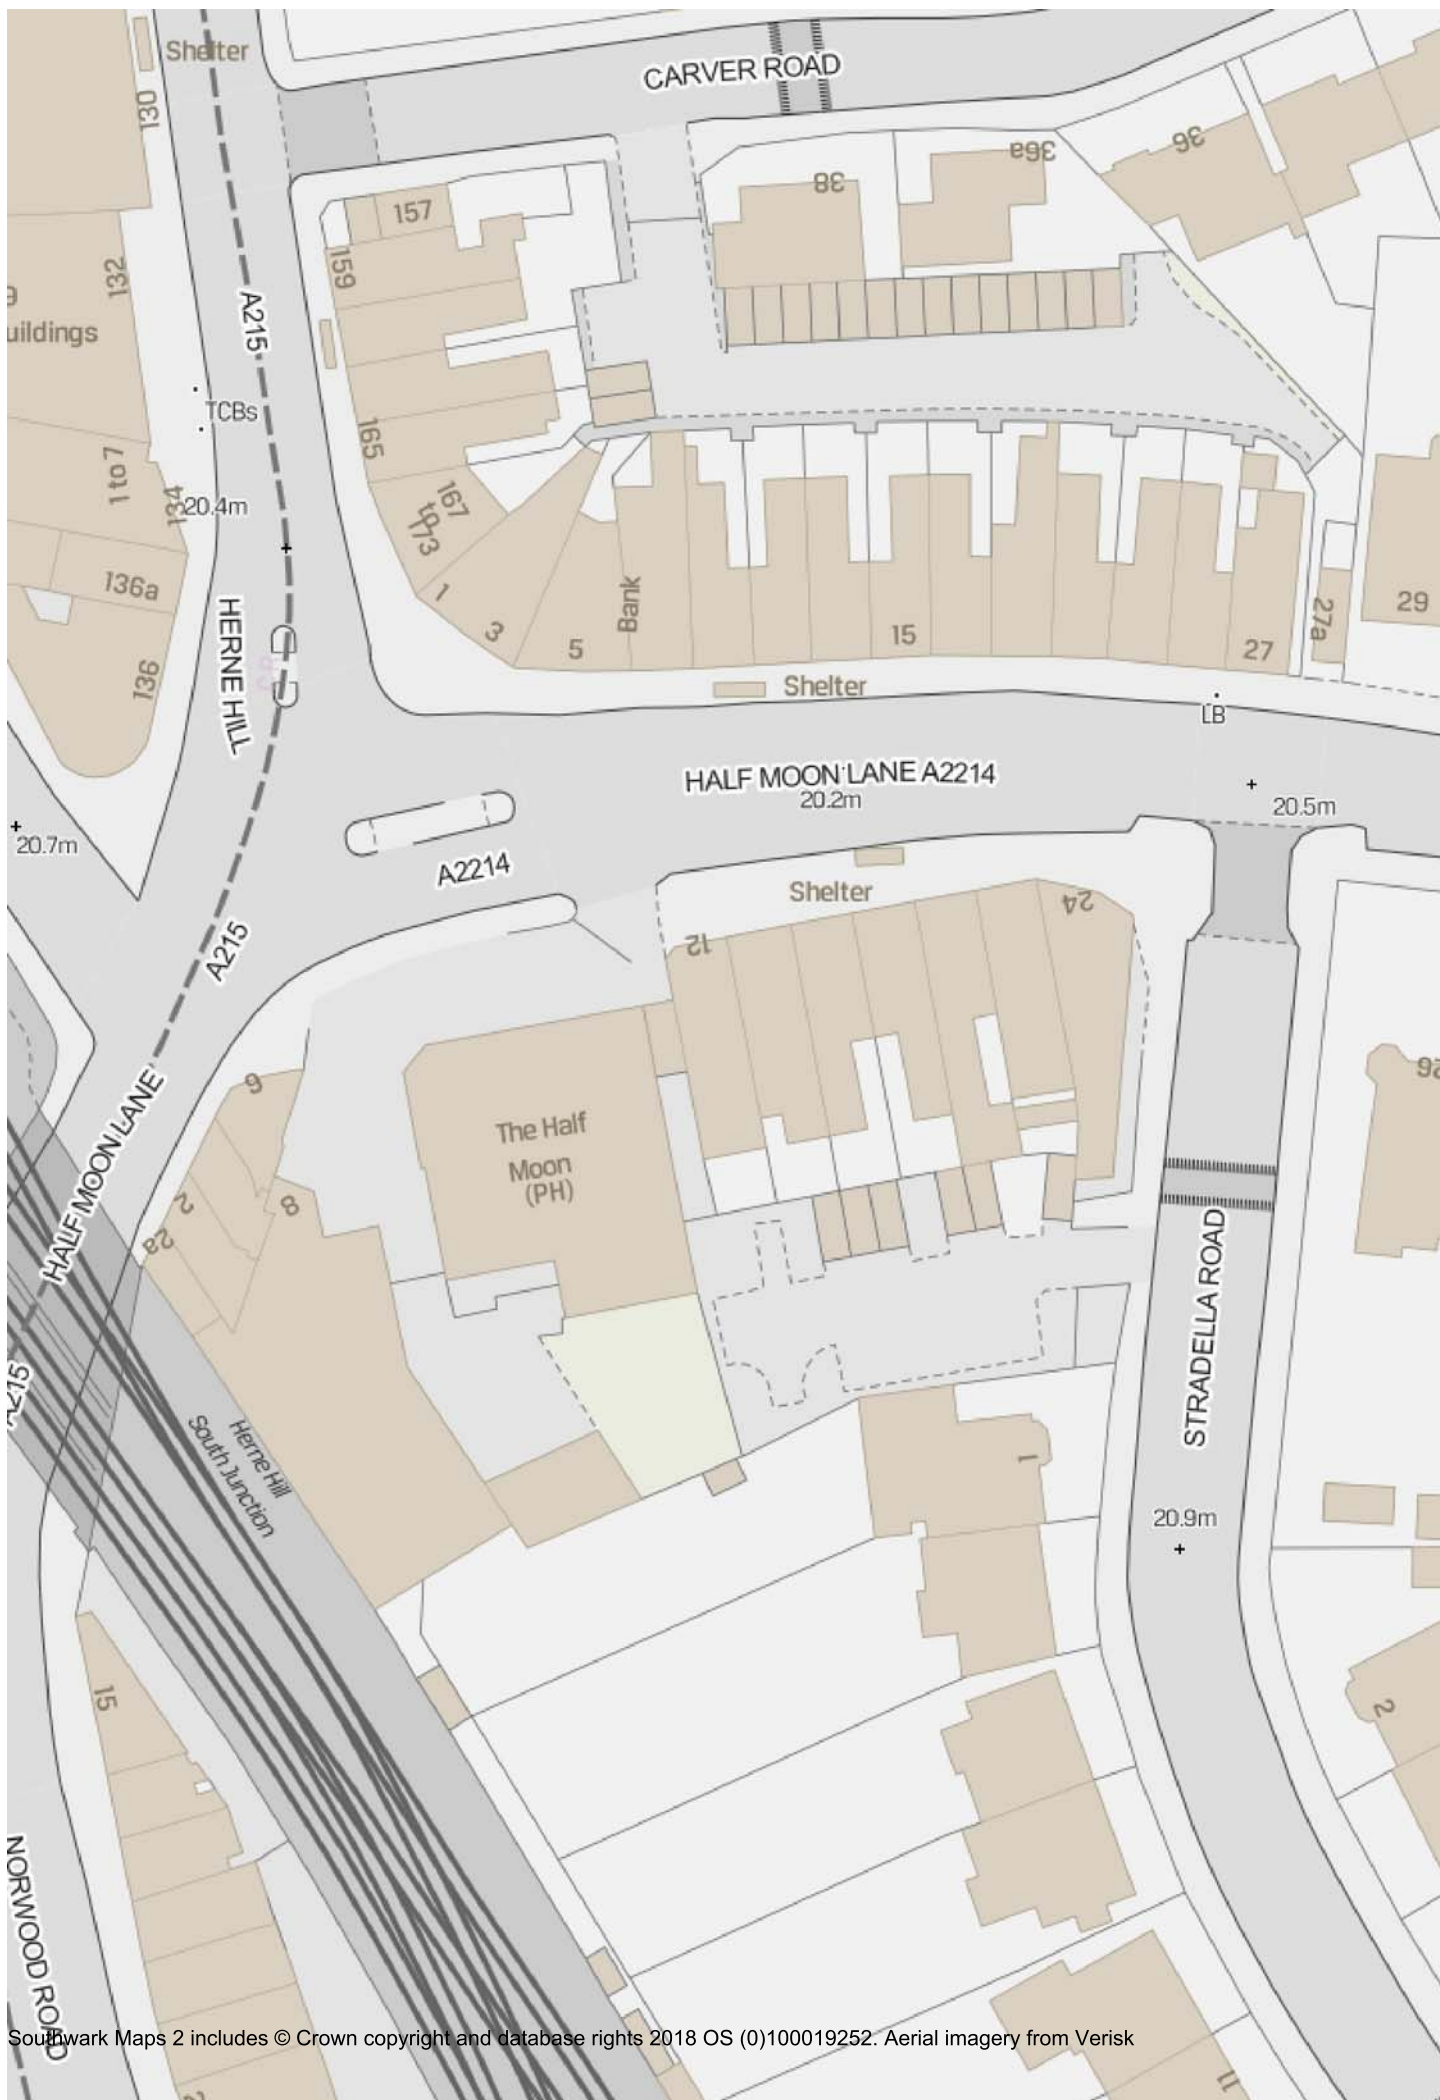 Shelter
CARVER ROAD
130
36
36a
38
157
159
132
uildings
A215
TCBs
165
1 to 7
134
20.4m
167
to
173
136a
1
3
5
Bank
15
27
27a
29
HERNE HILL
136
Shelter
LB
HALF MOON LANE A2214
20.2m
20.5m
20.7m
A2214
Shelter
24
12
A215
6
26
The Half
Moon
(PH)
HALF MOON LANE
2
8
2a
STRADELLA ROAD
A215
Herne Hill
South Junction
1
20.9m
15
2
NORWOOD ROAD
Southwark Maps 2 includes © Crown copyright and database rights 2018 OS (0)100019252. Aerial imagery from Verisk
11